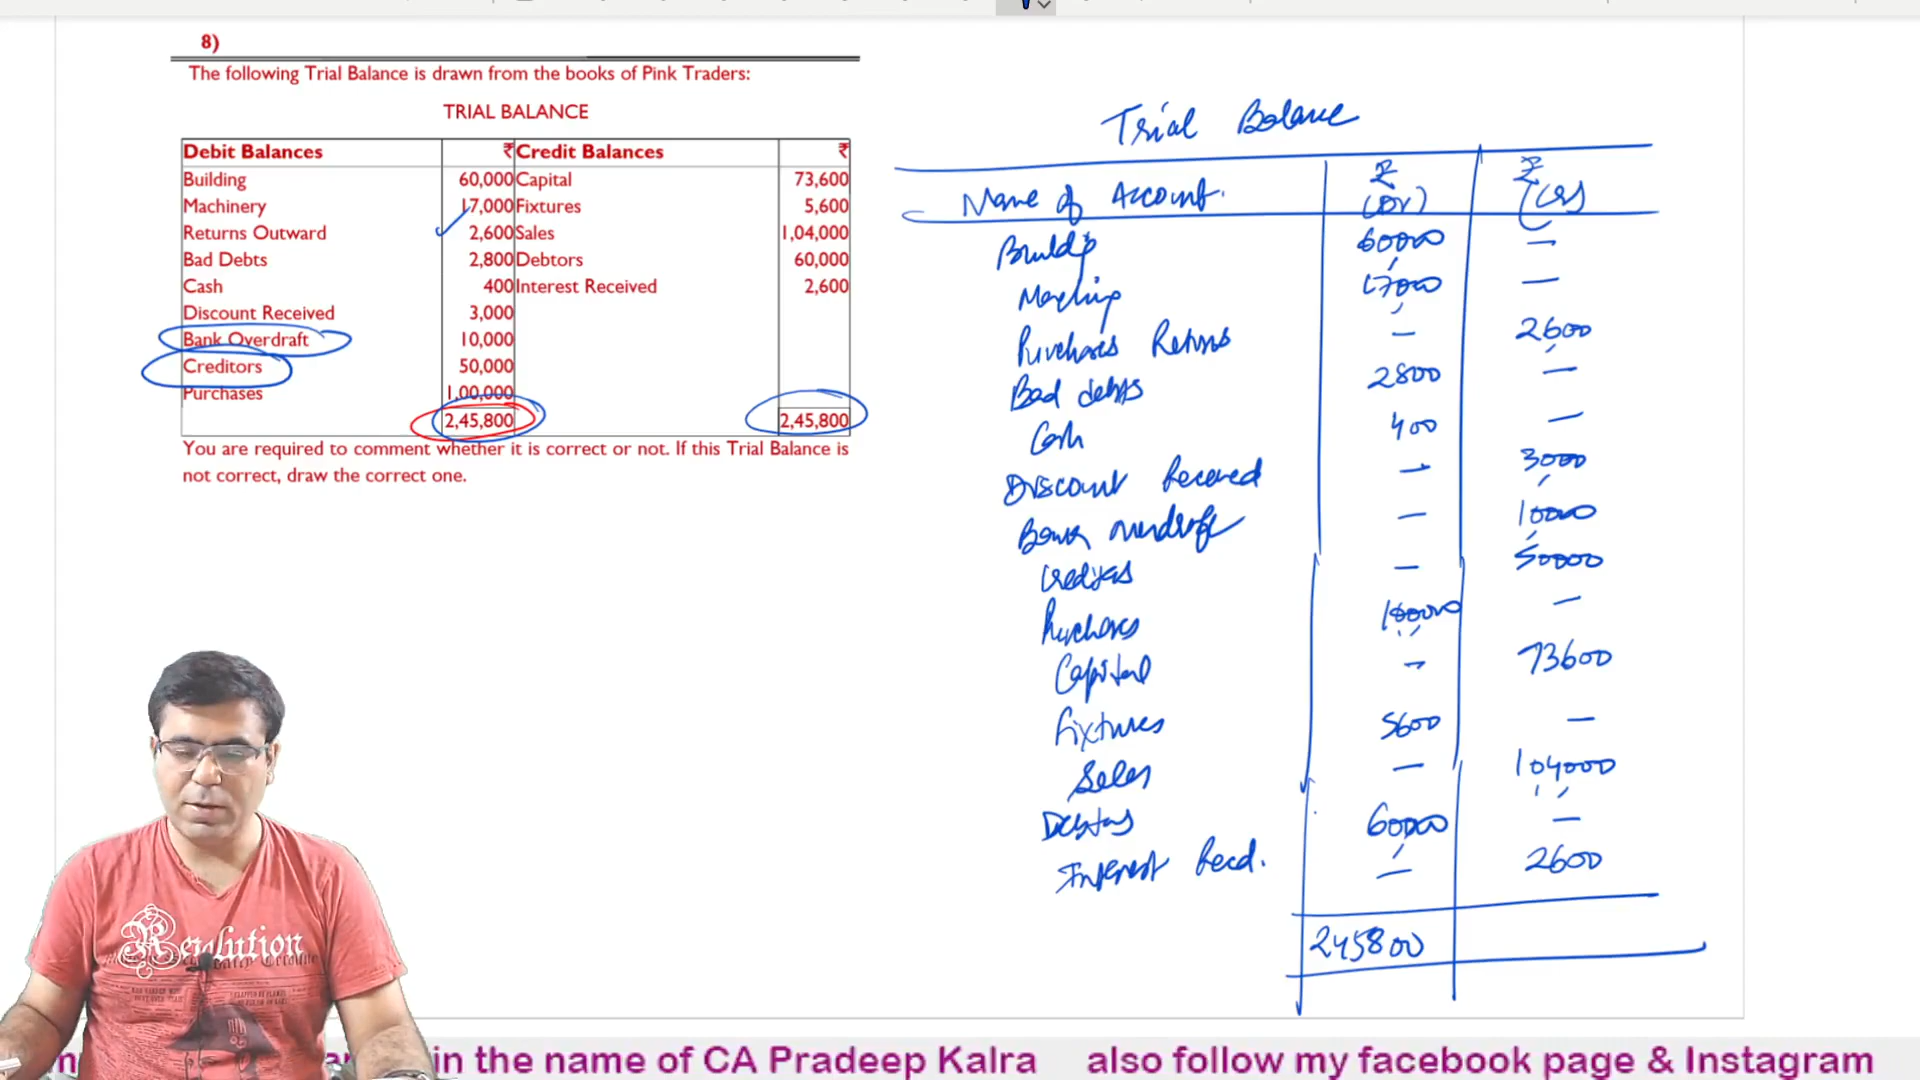 8)
The following Trial Balance is drawn from the books of Pink Traders:
TRIAL BALANCE
Debit Balances ₹ Credit Balances ₹
Building 60,000 Capital 73,600
Machinery 17,000 Fixtures 5,600
Returns Outward 2,600 Sales 1,04,000
Bad Debts 2,800 Debtors 60,000
Cash 400 Interest Received 2,600
Discount Received 3,000
Bank Overdraft 10,000
Creditors 50,000
Purchases 1,00,000
2,45,800 2,45,800
You are required to comment whether it is correct or not. If this Trial Balance is
not correct, draw the correct one.
Trial Balance
Name of Account. ₹ (Dr) ₹ (Cr)
Buildig 60000 —
Machinp 17000 —
Purchases Returns — 2600
Bad debts 2800 —
Cash 400 —
Discount Received — 3000
Bank overdraft — 10000
Creditors — 50000
Purchases 100000 —
Capital — 73600
Fixtures 5600 —
Sales — 104000
Debtors 60000 —
Interest Recd. — 2600
245800
Revolution
in the name of CA Pradeep Kalra also follow my facebook page & Instagram